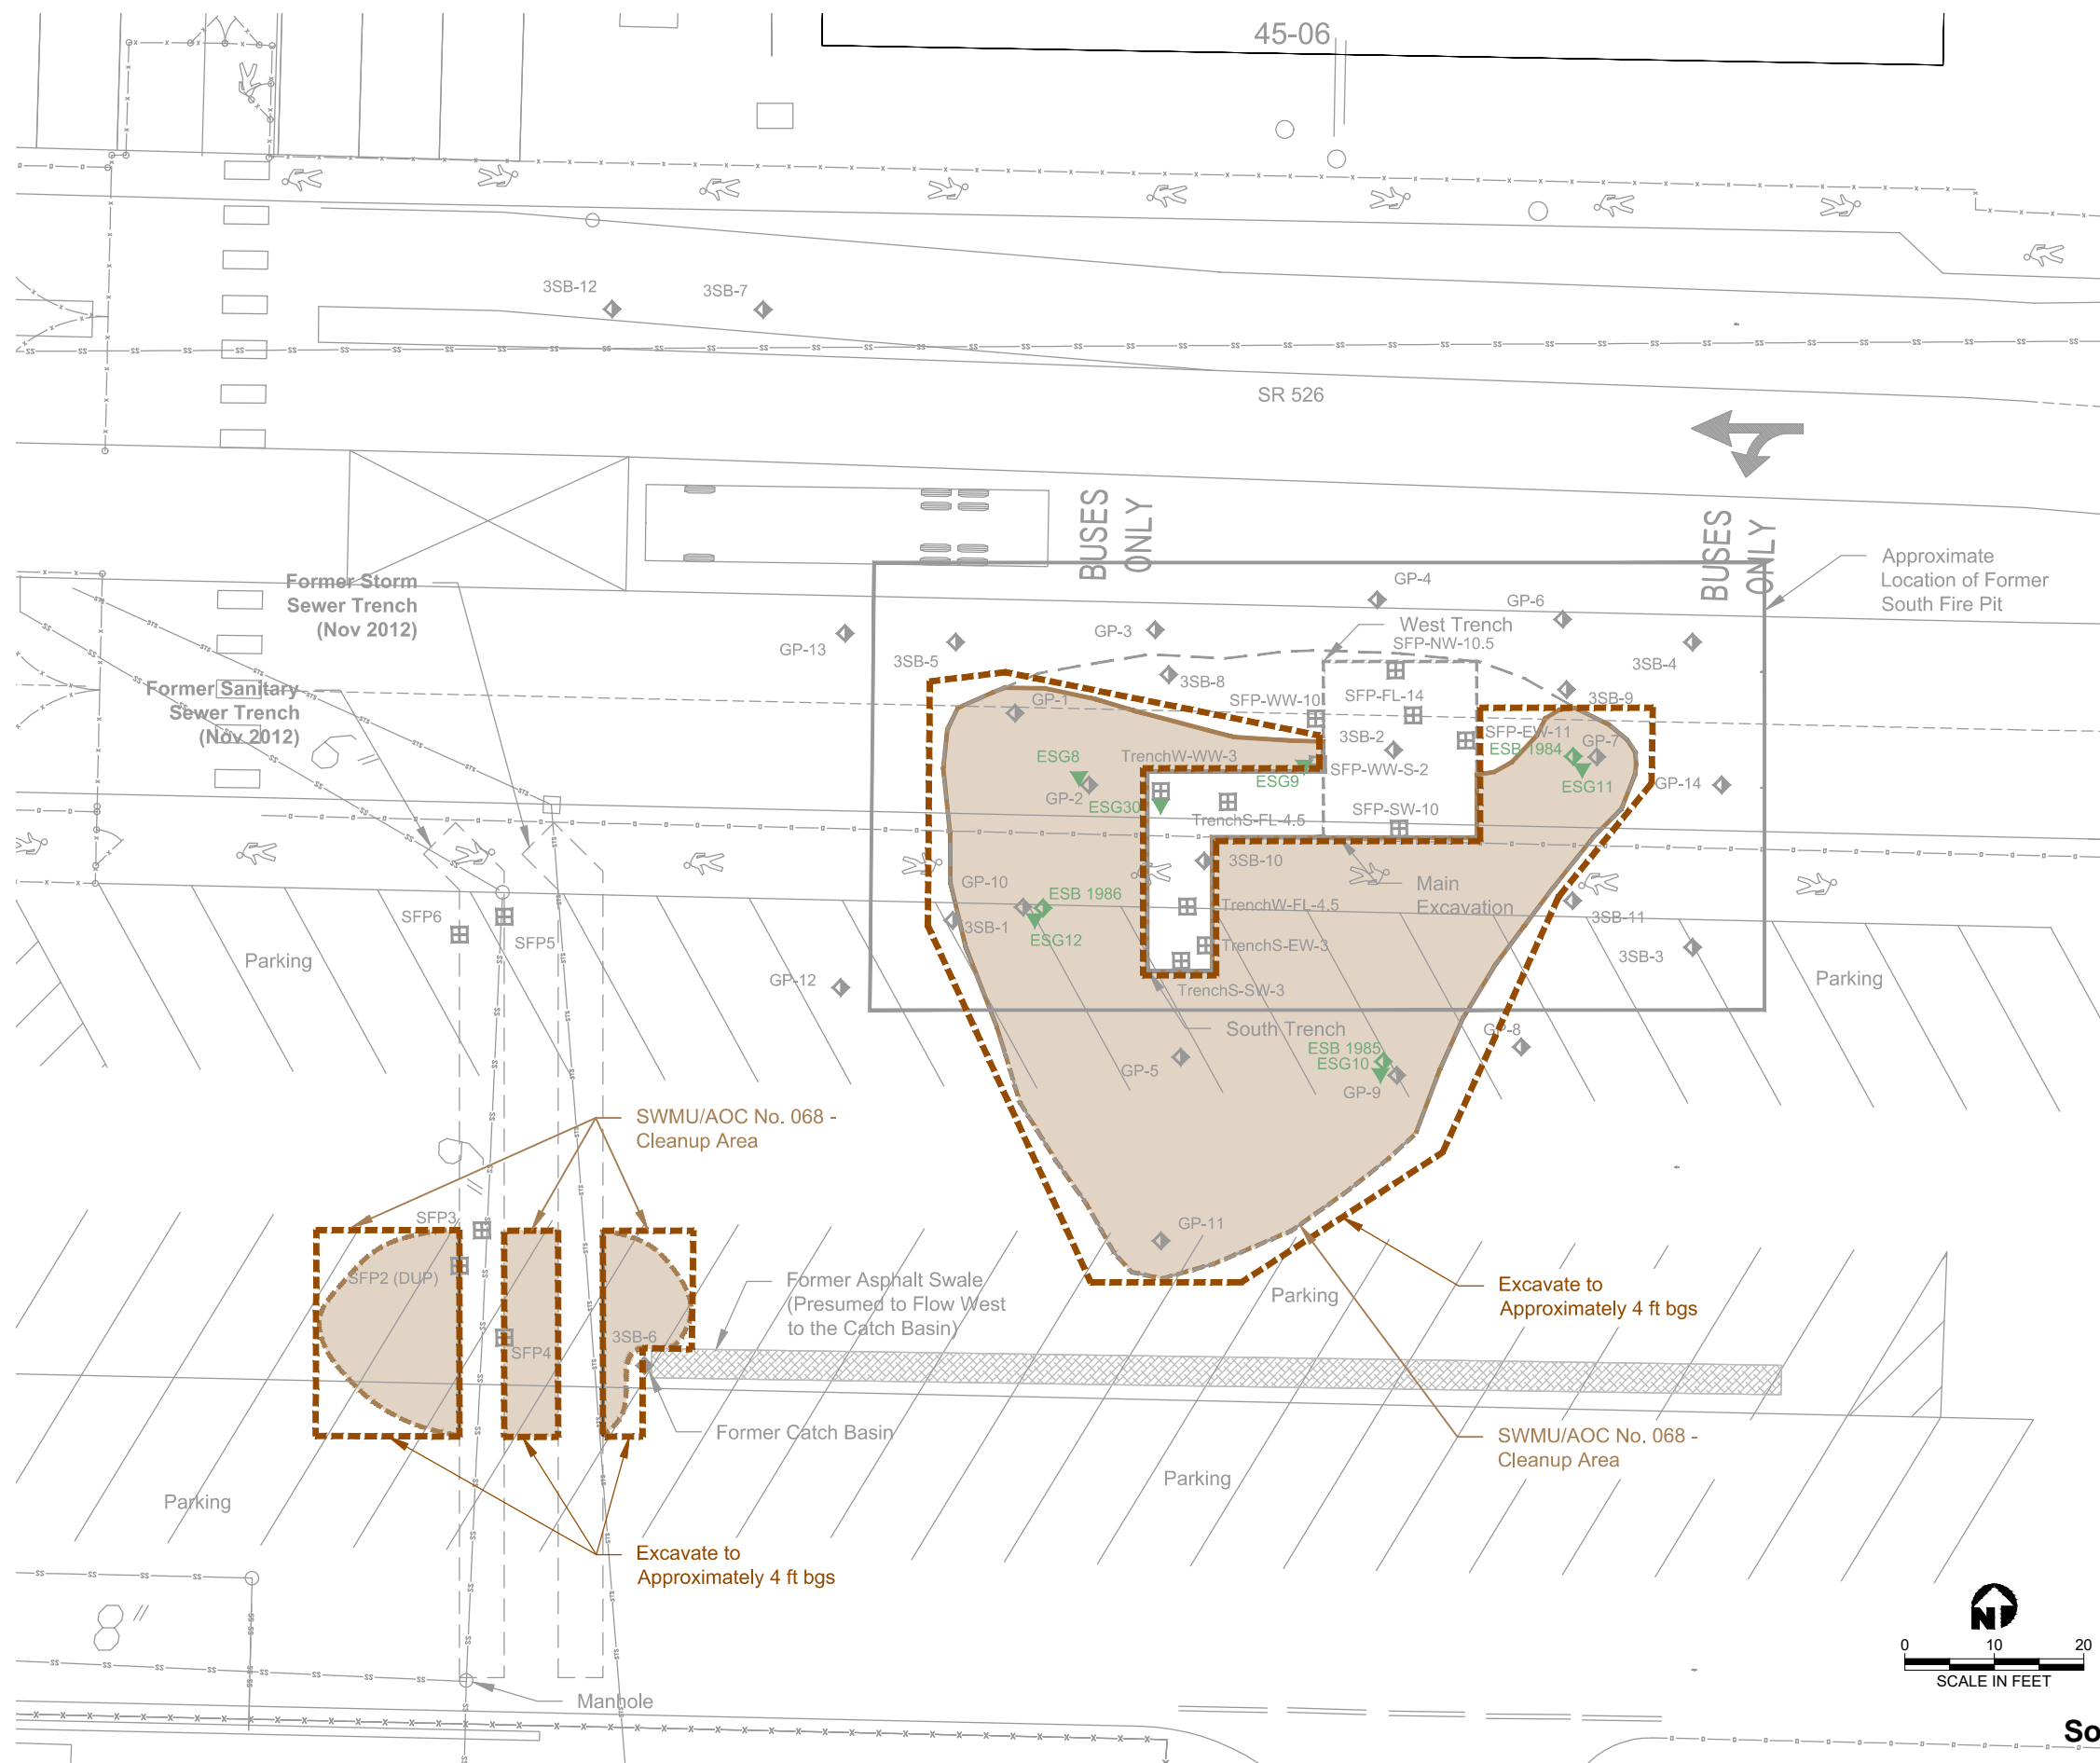 45-06
3SB-12
3SB-7
SR 526
BUSES
ONLY
BUSES
ONLY
Approximate
Location of Former
South Fire Pit
Former Storm
Sewer Trench
(Nov 2012)
GP-4
GP-6
GP-3
West Trench
SFP-NW-10.5
GP-13
3SB-5
3SB-4
3SB-8
Former Sanitary
Sewer Trench
(Nov 2012)
SFP-FL-14
SFP-WW-10
3SB-9
GP-1
3SB-2
SFP-EW-11
ESB 1984
GP-7
TrenchW-WW-3
ESG8
SFP-WW-S-2
ESG9
ESG11
GP-14
GP-2
ESG30
SFP-SW-10
TrenchS-FL-4.5
3SB-10
Main
Excavation
GP-10
ESB 1986
TrenchW-FL-4.5
3SB-1
ESG12
3SB-11
SFP6
SFP5
TrenchS-EW-3
3SB-3
Parking
Parking
GP-12
TrenchS-SW-3
South Trench
GP-8
ESB 1985
ESG10
GP-5
GP-9
SWMU/AOC No. 068 -
Cleanup Area
SFP3
GP-11
SFP2 (DUP)
Former Asphalt Swale
(Presumed to Flow West
to the Catch Basin)
Parking
Excavate to
Approximately 4 ft bgs
3SB-6
SFP4
Former Catch Basin
SWMU/AOC No. 068 -
Cleanup Area
Parking
Parking
Excavate to
Approximately 4 ft bgs
Manhole
N
0 10 20
SCALE IN FEET
So